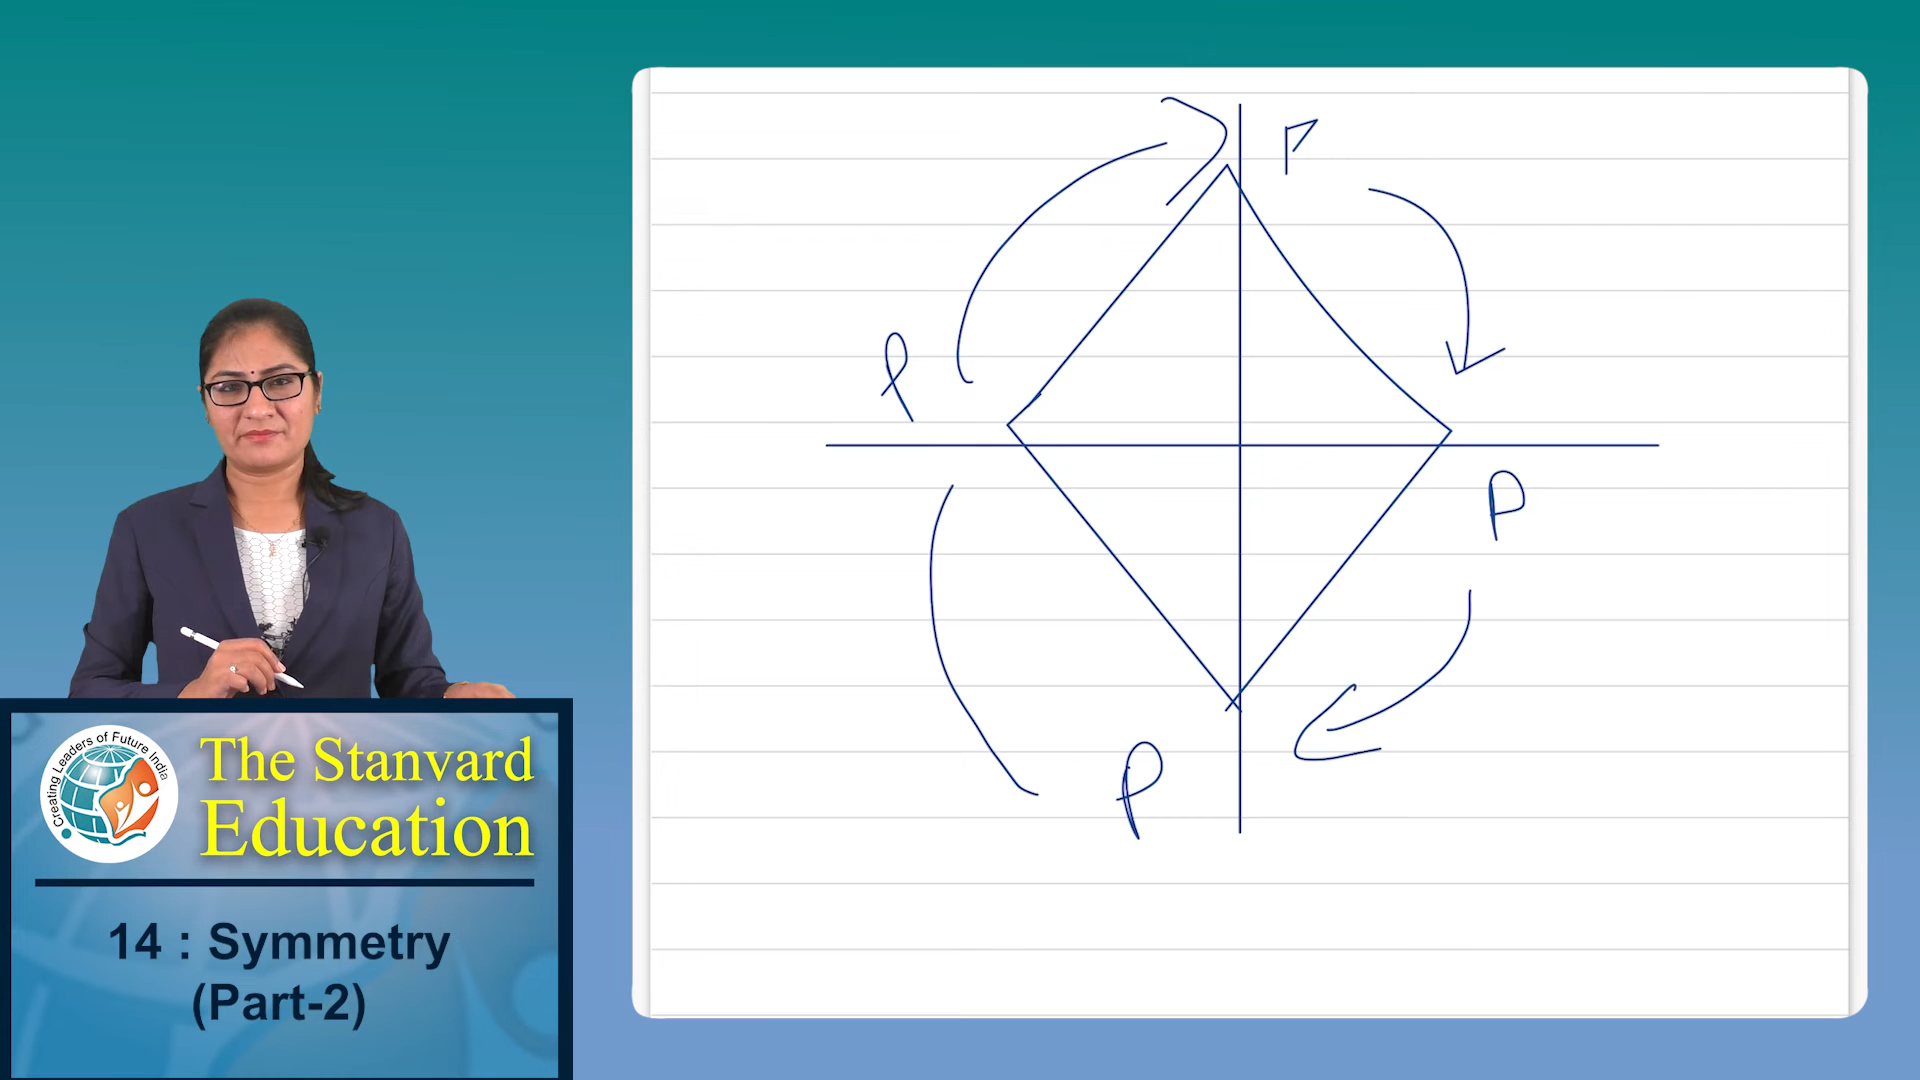 P
P
P
P
Creating Leaders of Future India
The Stanvard
Education
14 : Symmetry
(Part-2)